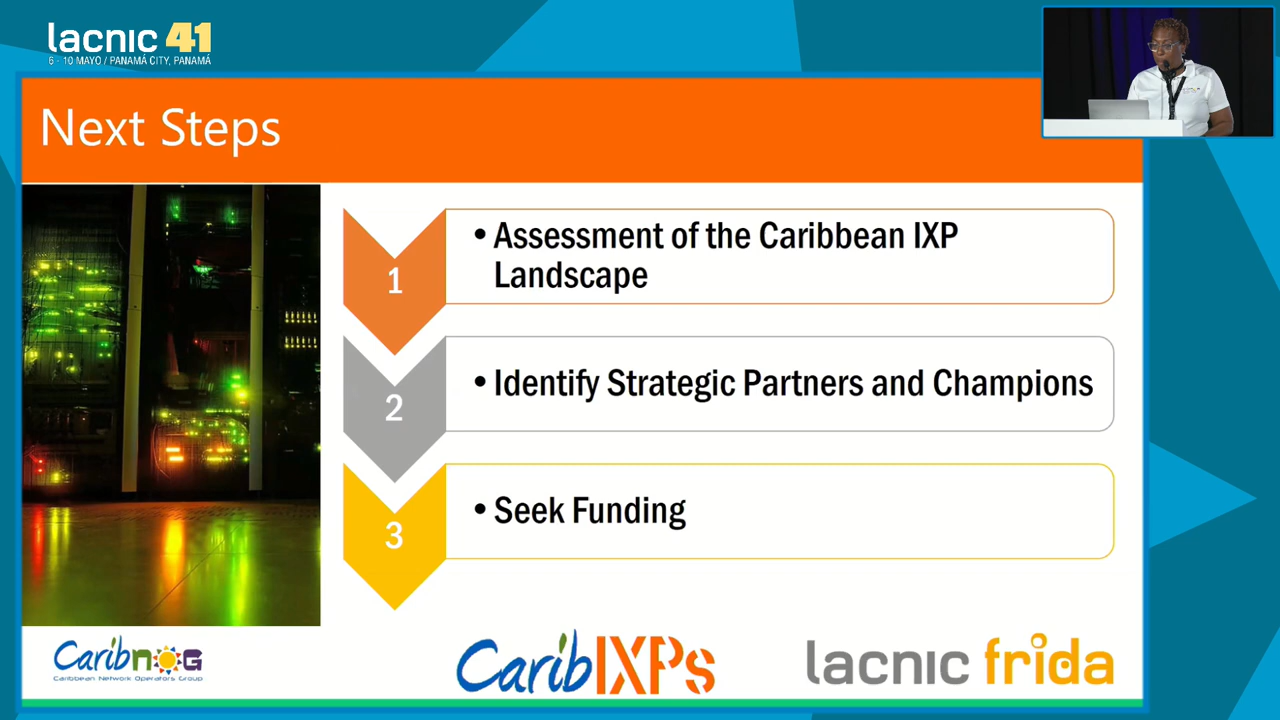 lacnic 41
6 - 10 MAYO / PANAMÁ CITY, PANAMÁ
Next Steps
1
• Assessment of the Caribbean IXP
Landscape
2
• Identify Strategic Partners and Champions
3
• Seek Funding
CaribNOG
Caribbean Network Operators Group
CaribIXPs
lacnic frida